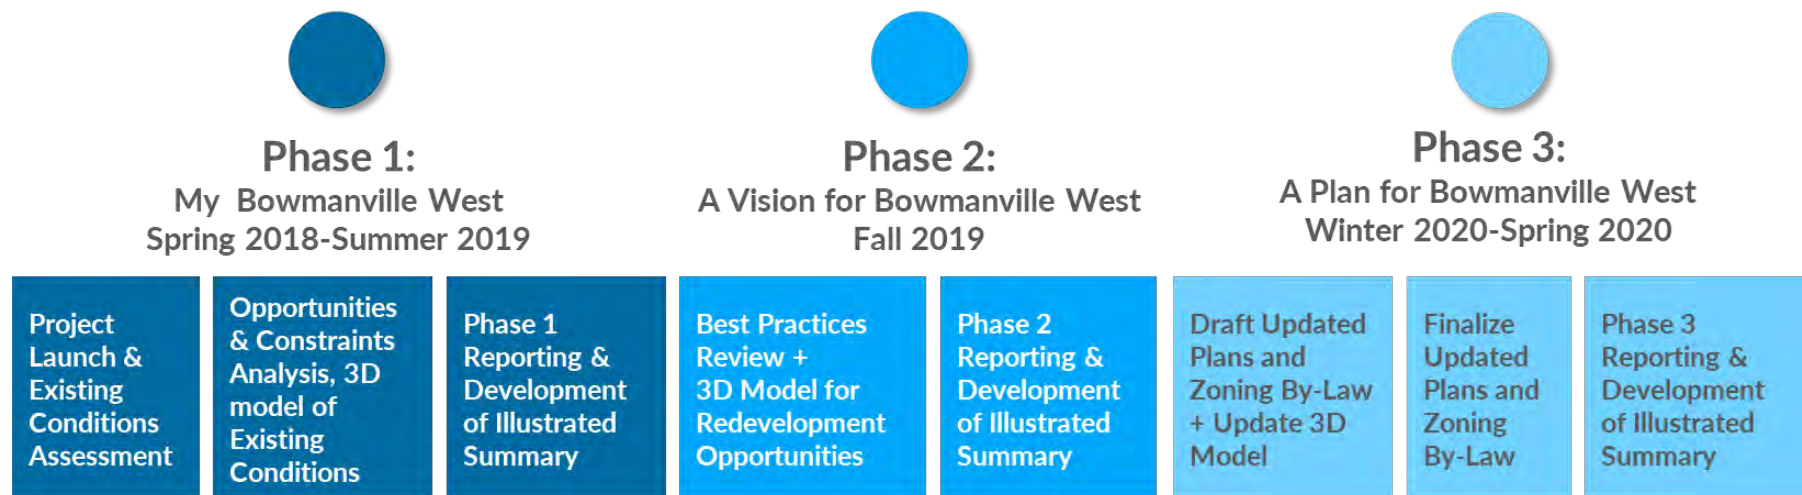 Phase 1:
My Bowmanville West
Spring 2018-Summer 2019
Project
Launch &
Existing
Conditions
Assessment
Opportunities
& Constraints
Analysis, 3D
model of
Existing
Conditions
Phase 1
Reporting &
Development
of Illustrated
Summary
Phase 2:
A Vision for Bowmanville West
Fall 2019
Best Practices
Review +
3D Model for
Redevelopment
Opportunities
Phase 2
Reporting &
Development
of Illustrated
Summary
Phase 3:
A Plan for Bowmanville West
Winter 2020-Spring 2020
Draft Updated
Plans and
Zoning By-Law
+ Update 3D
Model
Finalize
Updated
Plans and
Zoning
By-Law
Phase 3
Reporting &
Development
of Illustrated
Summary